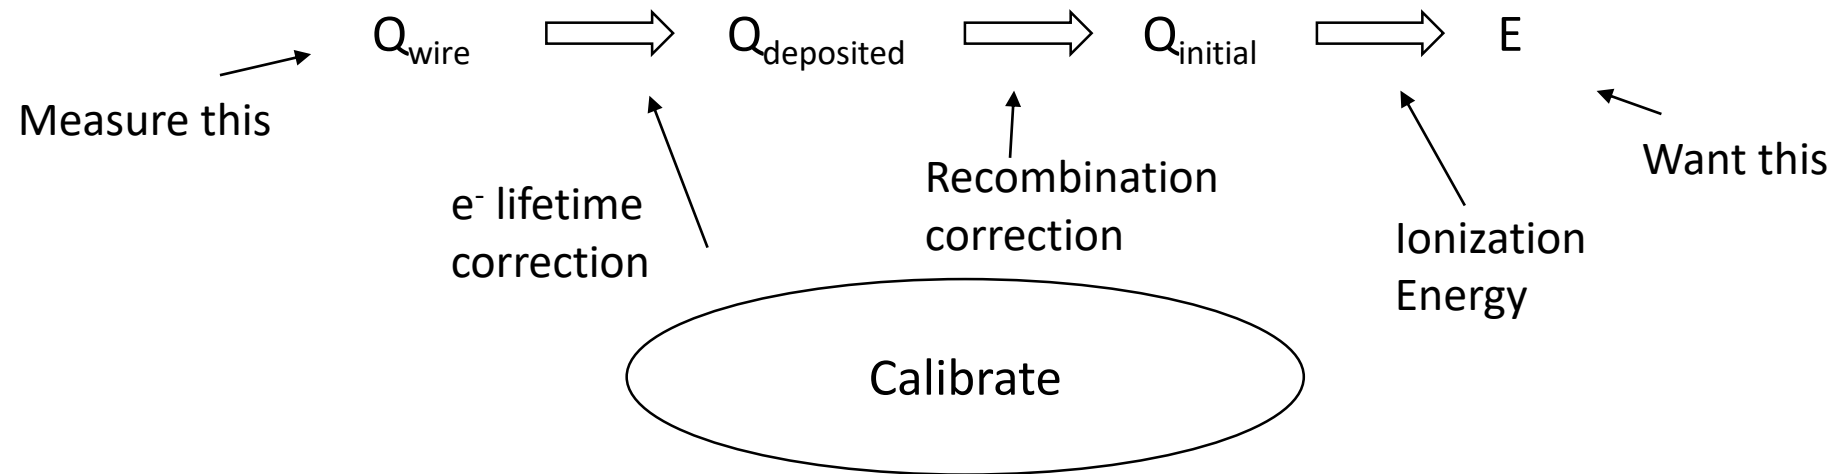 Q_wire Q_deposited Q_initial E
Measure this
Want this
Recombination
correction
e⁻ lifetime
correction
Ionization
Energy
Calibrate